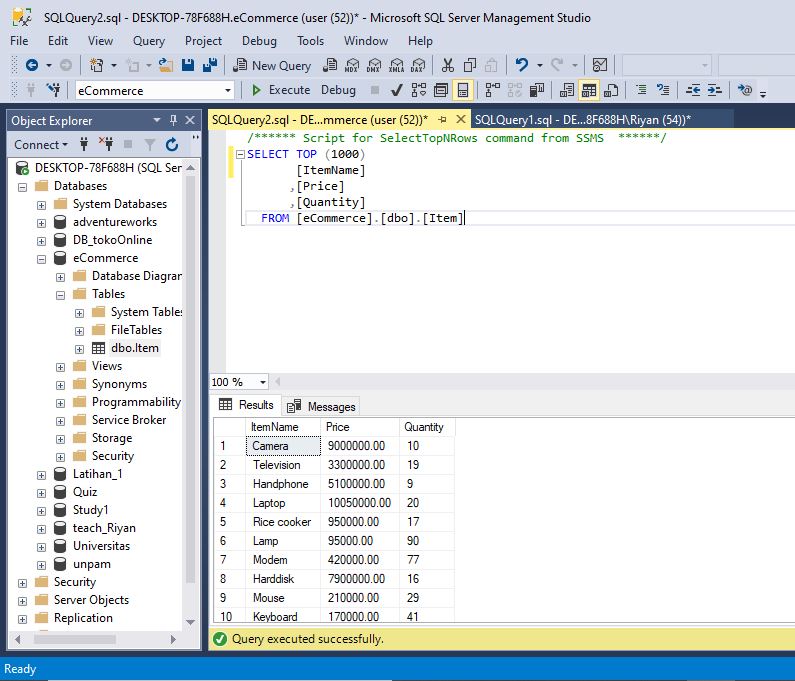 SQLQuery2.sql - DESKTOP-78F688H.eCommerce (user (52))* - Microsoft SQL Server Management Studio
File Edit View Query Project Debug Tools Window Help
New Query MDX DMX XMLA DAX
eCommerce Execute Debug
Object Explorer
Connect
DESKTOP-78F688H (SQL Ser
Databases
System Databases
adventureworks
DB_tokoOnline
eCommerce
Database Diagran
Tables
System Tables
FileTables
dbo.Item
Views
Synonyms
Programmability
Service Broker
Storage
Security
Latihan_1
Quiz
Study1
teach_Riyan
Universitas
unpam
Security
Server Objects
Replication
SQLQuery2.sql - DE...mmerce (user (52))* SQLQuery1.sql - DE...8F688H\Riyan (54))*
/****** Script for SelectTopNRows command from SSMS ******/
SELECT TOP (1000)
[ItemName]
,[Price]
,[Quantity]
FROM [eCommerce].[dbo].[Item]
100 %
Results Messages
ItemName Price Quantity
1 Camera 9000000.00 10
2 Television 3300000.00 19
3 Handphone 5100000.00 9
4 Laptop 10050000.00 20
5 Rice cooker 950000.00 17
6 Lamp 95000.00 90
7 Modem 420000.00 77
8 Harddisk 7900000.00 16
9 Mouse 210000.00 29
10 Keyboard 170000.00 41
Query executed successfully.
Ready